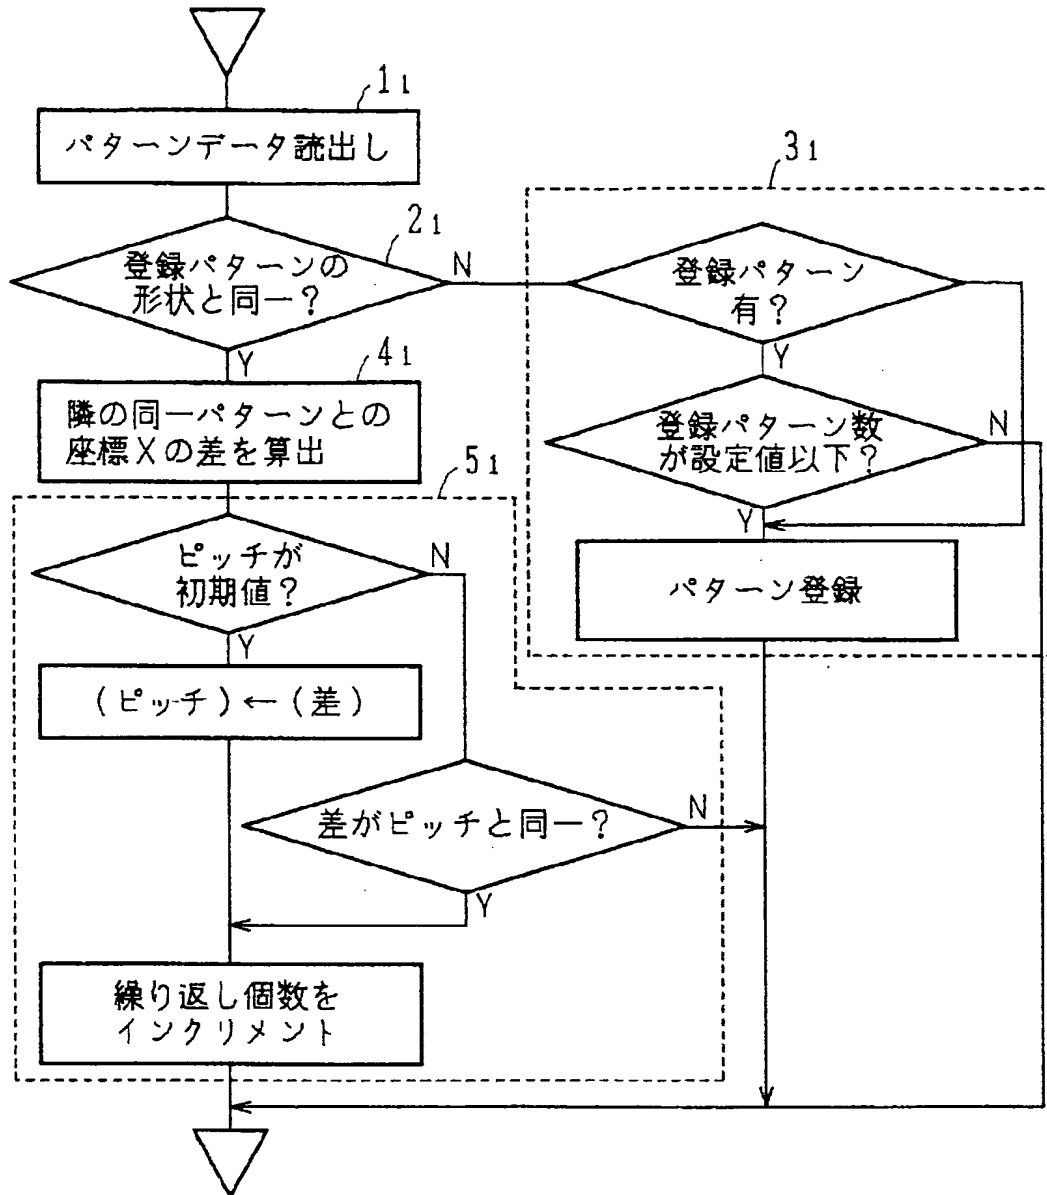 11
パターンデータ読出し
21
登録パターンの
形状と同一?
N
Y
31
登録パターン
有?
Y
登録パターン数
が設定値以下?
N
Y
パターン登録
41
隣の同一パターンとの
座標Xの差を算出
51
ピッチが
初期値?
N
Y
(ピッチ)←(差)
差がピッチと同一?
N
Y
繰り返し個数を
インクリメント